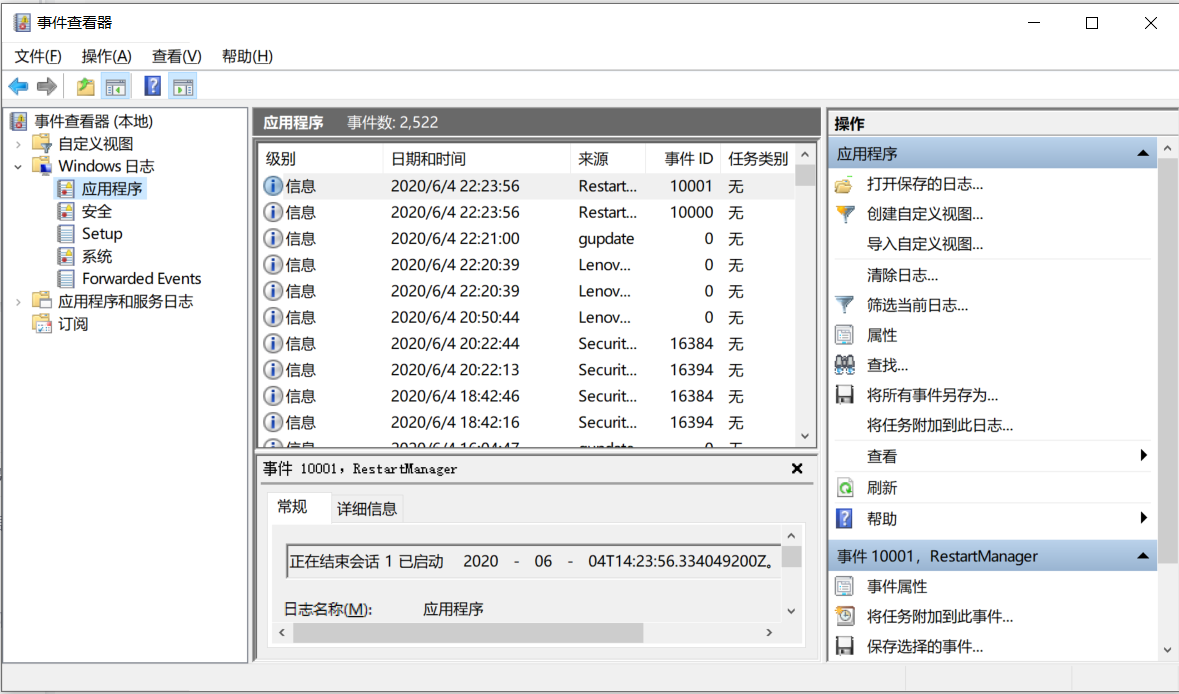 事件查看器
文件(F) 操作(A) 查看(V) 帮助(H)
事件查看器 (本地)
自定义视图
Windows 日志
应用程序
安全
Setup
系统
Forwarded Events
应用程序和服务日志
订阅
应用程序 事件数: 2,522
级别 日期和时间 来源 事件 ID 任务类别
信息 2020/6/4 22:23:56 Restart... 10001 无
信息 2020/6/4 22:23:56 Restart... 10000 无
信息 2020/6/4 22:21:00 gupdate 0 无
信息 2020/6/4 22:20:39 Lenov... 0 无
信息 2020/6/4 22:20:39 Lenov... 0 无
信息 2020/6/4 20:50:44 Lenov... 0 无
信息 2020/6/4 20:22:44 Securit... 16384 无
信息 2020/6/4 20:22:13 Securit... 16394 无
信息 2020/6/4 18:42:46 Securit... 16384 无
信息 2020/6/4 18:42:16 Securit... 16394 无
信息 2020/6/4 16:04:47 gupdate 0 无
事件 10001，RestartManager
常规 详细信息
正在结束会话 1 已启动 2020 - 06 - 04T14:23:56.334049200Z。
日志名称(M): 应用程序
操作
应用程序
打开保存的日志...
创建自定义视图...
导入自定义视图...
清除日志...
筛选当前日志...
属性
查找...
将所有事件另存为...
将任务附加到此日志...
查看
刷新
帮助
事件 10001，RestartManager
事件属性
将任务附加到此事件...
保存选择的事件...